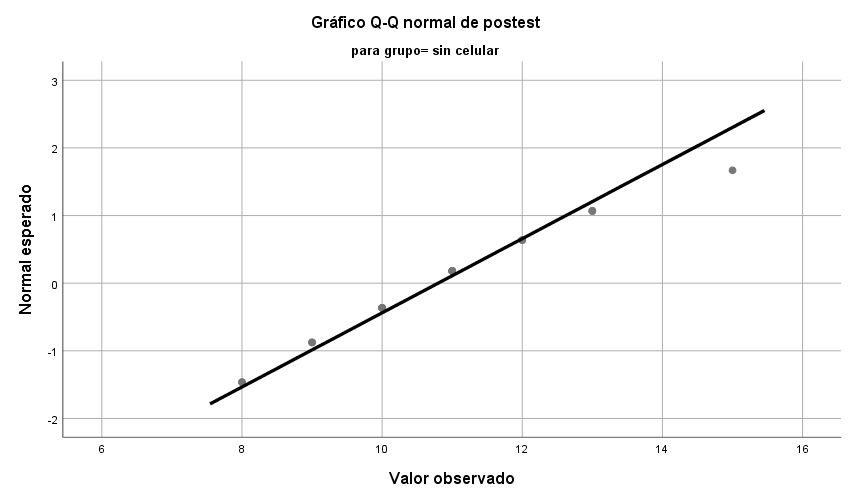 Gráfico Q-Q normal de postest
para grupo= sin celular
3
2
1
0
-1
-2
Normal esperado
6 8 10 12 14 16
Valor observado